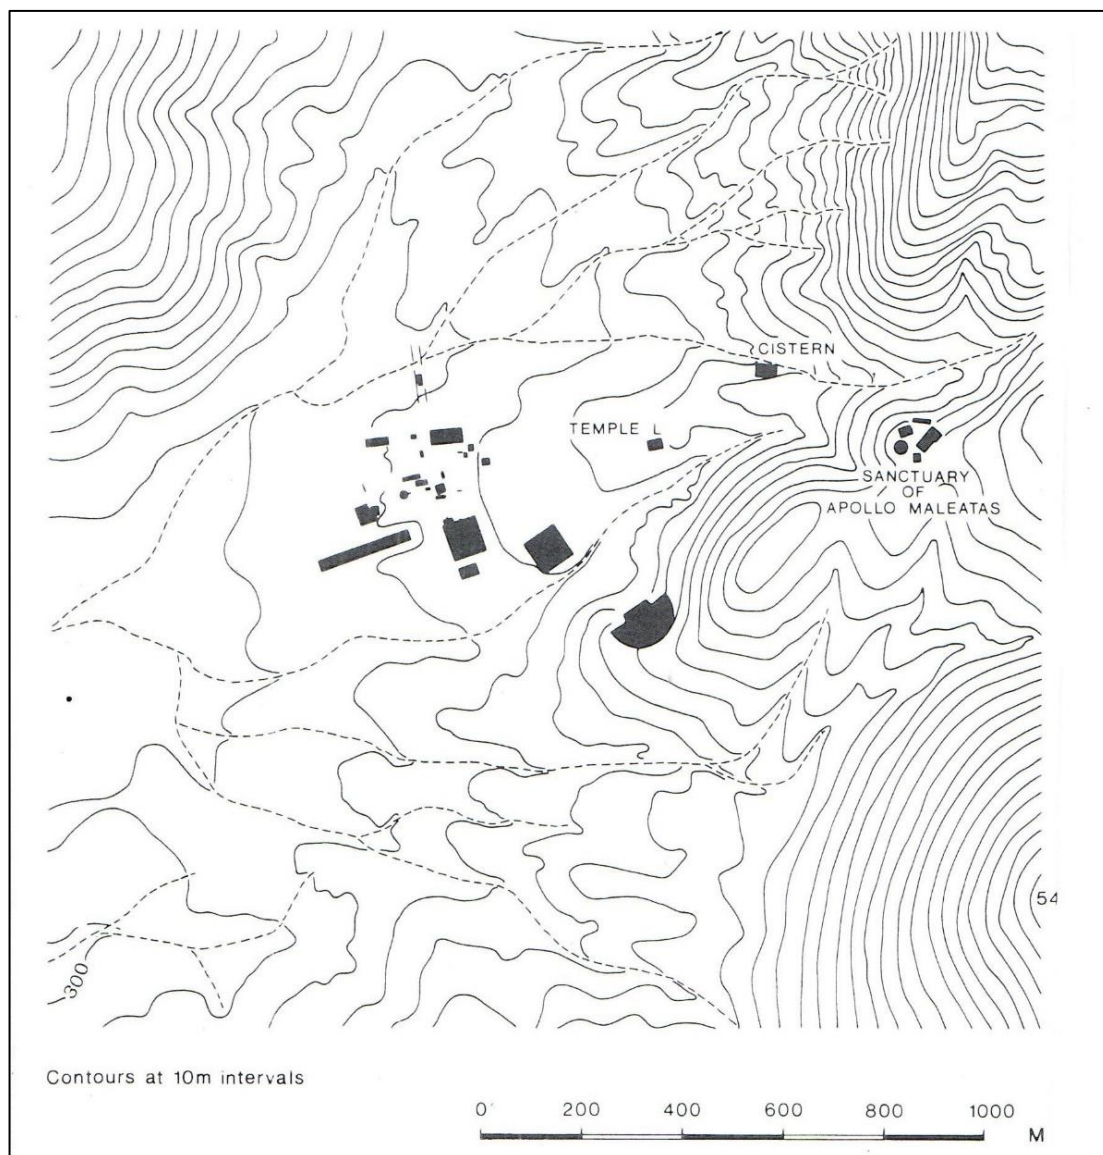 CISTERN
TEMPLE L
SANCTUARY
OF
APOLLO MALEATAS
54
300
Contours at 10m intervals
0 200 400 600 800 1000
M